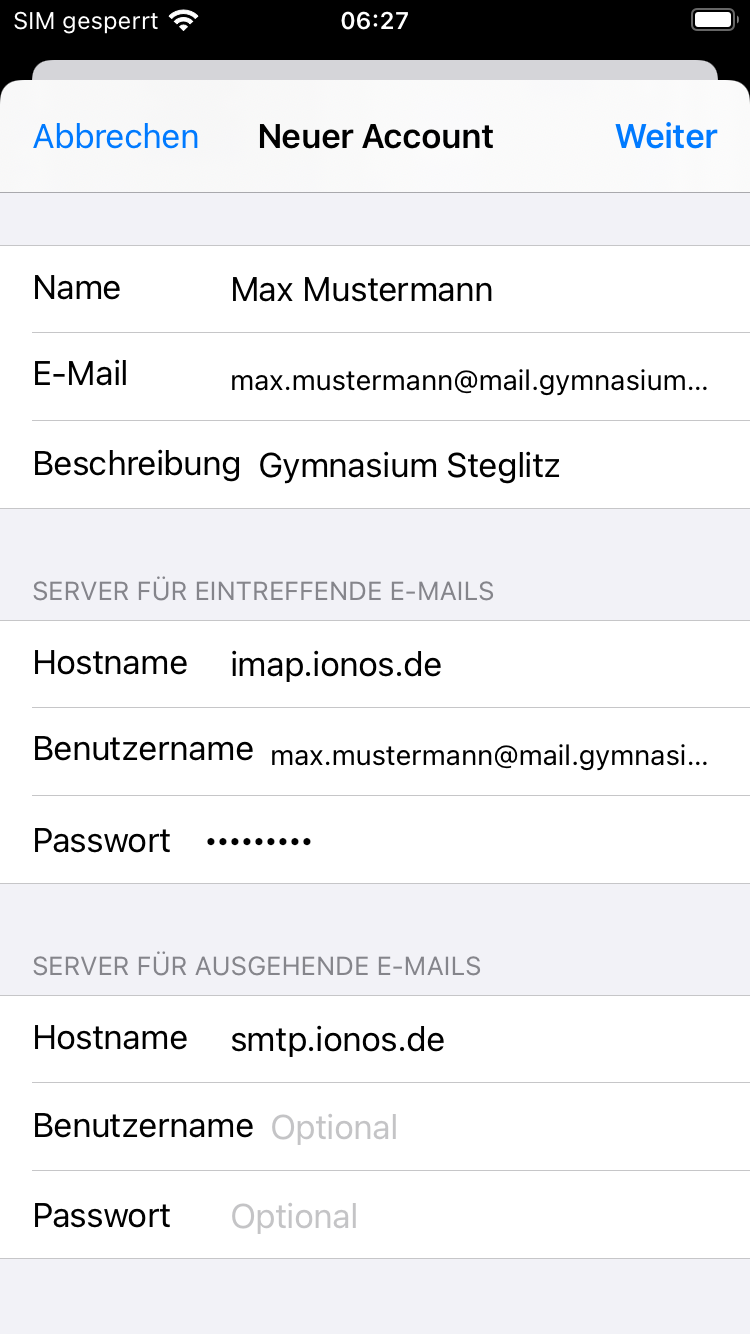 SIM gesperrt 06:27
Abbrechen Neuer Account Weiter
Name Max Mustermann
E-Mail max.mustermann@mail.gymnasium...
Beschreibung Gymnasium Steglitz
SERVER FÜR EINTREFFENDE E-MAILS
Hostname imap.ionos.de
Benutzername max.mustermann@mail.gymnasi...
Passwort •••••••••
SERVER FÜR AUSGEHENDE E-MAILS
Hostname smtp.ionos.de
Benutzername Optional
Passwort Optional